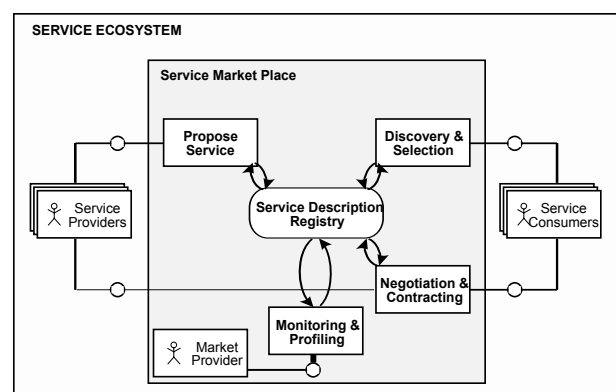 SERVICE ECOSYSTEM
Service Market Place
Propose
Service
Discovery &
Selection
Service
Providers
Service Description
Registry
Service
Consumers
Negotiation &
Contracting
Monitoring &
Profiling
Market
Provider